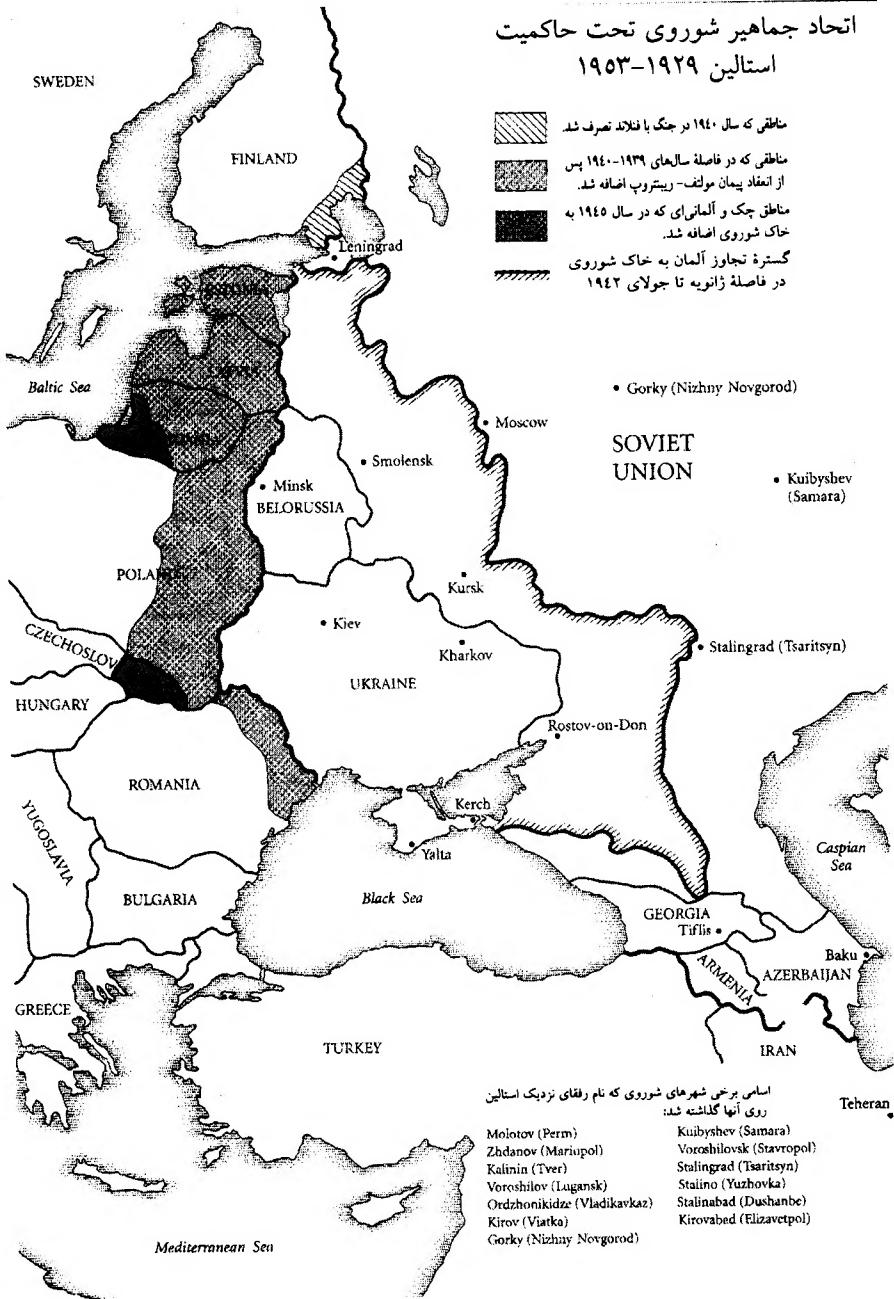 اتحاد جماهیر شوروی تحت حاکمیت
استالین ۱۹۲۹-۱۹۵۳
مناطقی که سال ۱۹٤۰ در جنگ با فنلاند تصرف شد.
مناطقی که در فاصلهٔ سال‌های ۱۹۳۹-۱۹٤۰ پس
از انعقاد پیمان مولتف- ریبنتروپ اضافه شد.
مناطق چک و آلمانی‌ای که در سال ۱۹٤٥ به
خاک شوروی اضافه شد.
گسترهٔ تجاوز آلمان به خاک شوروی
در فاصلهٔ ژانویه تا جولای ۱۹٤۲
SWEDEN
FINLAND
Leningrad
ESTONIA
LATVIA
Baltic Sea
Gorky (Nizhny Novgorod)
Moscow
SOVIET
UNION
Smolensk
Kuibyshev
(Samara)
Minsk
BELORUSSIA
POLAND
Kursk
Kiev
Kharkov
Stalingrad (Tsaritsyn)
CZECHOSLOV
UKRAINE
HUNGARY
Rostov-on-Don
ROMANIA
Kerch
YUGOSLAVIA
Yalta
Caspian
Sea
BULGARIA
Black Sea
GEORGIA
Tiflis
Baku
ARMENIA
AZERBAIJAN
GREECE
TURKEY
IRAN
Teheran
اسامی برخی شهرهای شوروی که نام رفقای نزدیک استالین
روی آنها گذاشته شد:
Molotov (Perm)
Zhdanov (Mariupol)
Kalinin (Tver)
Voroshilov (Lugansk)
Ordzhonikidze (Vladikavkaz)
Kirov (Viatka)
Gorky (Nizhny Novgorod)
Kuibyshev (Samara)
Voroshilovsk (Stavropol)
Stalingrad (Tsaritsyn)
Stalino (Yuzhovka)
Stalinabad (Dushanbe)
Kirovabed (Elizavetpol)
Mediterranean Sea